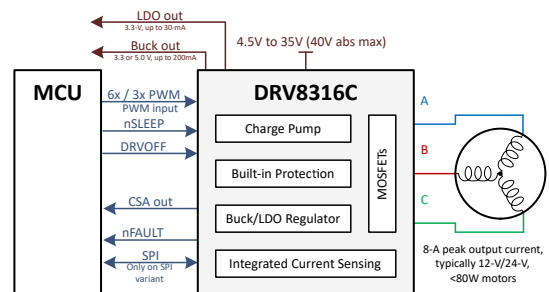 LDO out
3.3-V, up to 30-mA
Buck out
3.3 or 5.0 V, up to 200mA
4.5V to 35V (40V abs max)
MCU
DRV8316C
6x / 3x PWM
PWM input
nSLEEP
DRVOFF
CSA out
nFAULT
SPI
Only on SPI
variant
Charge Pump
Built-in Protection
Buck/LDO Regulator
Integrated Current Sensing
MOSFETs
A
B
C
8-A peak output current,
typically 12-V/24-V,
<80W motors